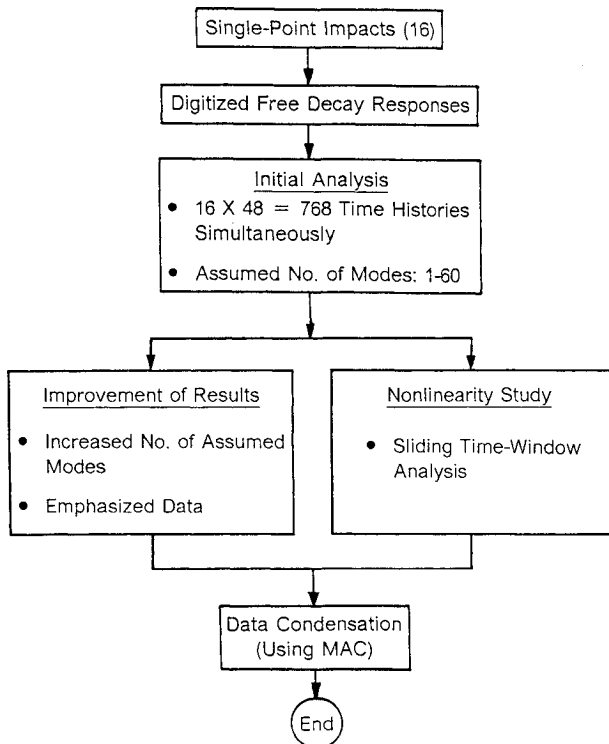 Single-Point Impacts (16)
Digitized Free Decay Responses
Initial Analysis
• 16 X 48 = 768 Time Histories
Simultaneously
• Assumed No. of Modes: 1-60
Improvement of Results
• Increased No. of Assumed
Modes
• Emphasized Data
Nonlinearity Study
• Sliding Time-Window
Analysis
Data Condensation
(Using MAC)
End